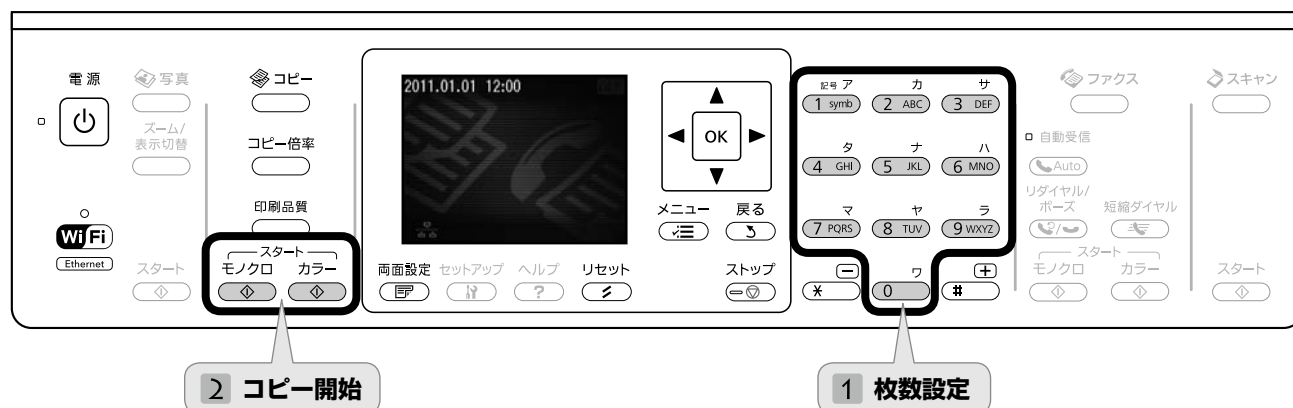 電源
写真
ズーム/
表示切替
WiFi
Ethernet
スタート
コピー
コピー倍率
印刷品質
スタート
モノクロ カラー
2011.01.01 12:00
OK
メニュー 戻る
両面設定 セットアップ ヘルプ リセット ストップ
?
記号 ア カ サ
1 symb 2 ABC 3 DEF
タ ナ ハ
4 GHI 5 JKL 6 MNO
マ ヤ ラ
7 PQRS 8 TUV 9 WXYZ
− ワ +
* 0 #
ファクス
自動受信
Auto
リダイヤル/
ポーズ 短縮ダイヤル
スタート
モノクロ カラー
スキャン
スタート
2 コピー開始
1 枚数設定